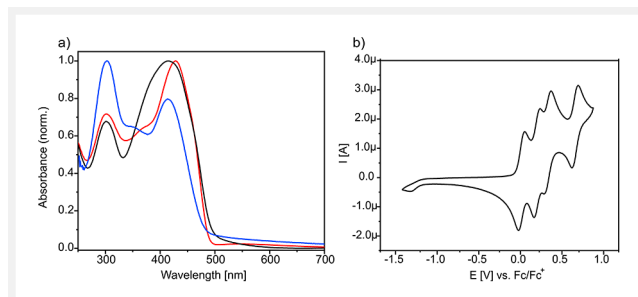 a)
Absorbance (norm.)
1.0
0.8
0.6
0.4
0.2
0.0
300 400 500 600 700
Wavelength [nm]
b)
I [A]
4.0μ
3.0μ
2.0μ
1.0μ
0.0
-1.0μ
-2.0μ
-1.5 -1.0 -0.5 0.0 0.5 1.0
E [V] vs. Fc/Fc+